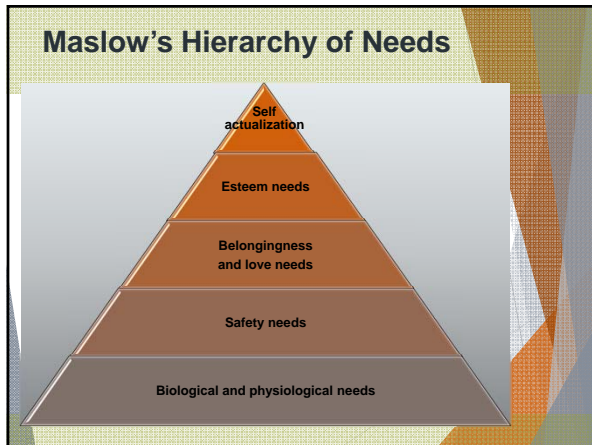 Maslow’s Hierarchy of Needs
Self
actualization
Esteem needs
Belongingness
and love needs
Safety needs
Biological and physiological needs